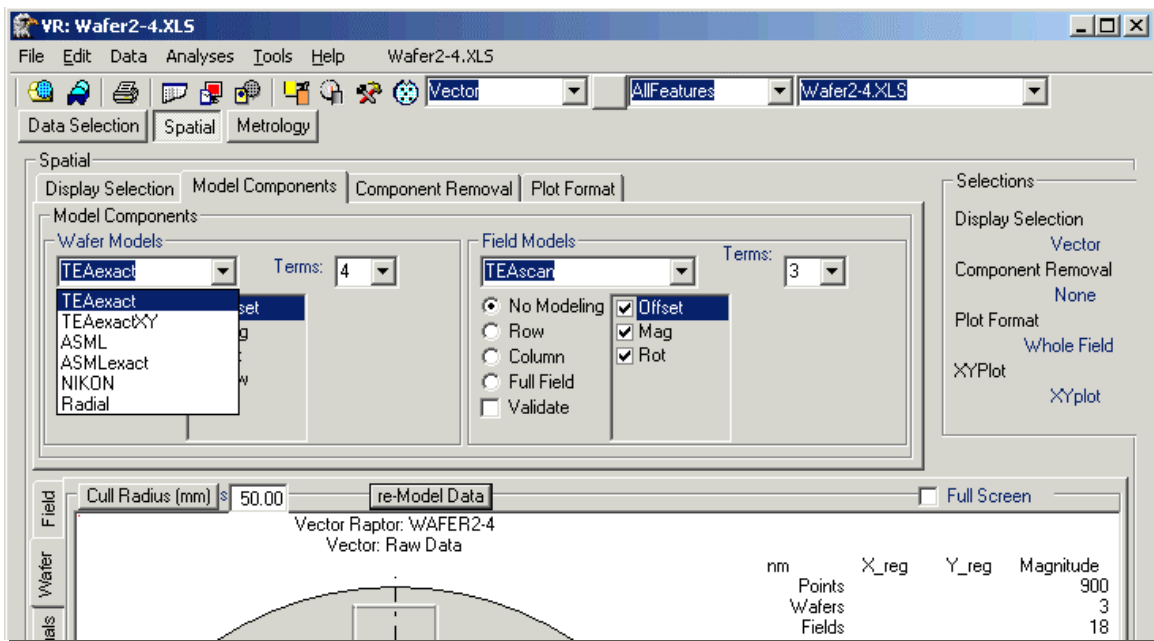 VR: Wafer2-4.XLS
File Edit Data Analyses Tools Help Wafer2-4.XLS
Vector AllFeatures Wafer2-4.XLS
Data Selection Spatial Metrology
Spatial
Display Selection Model Components Component Removal Plot Format
Model Components
Wafer Models
TEAexact Terms: 4
TEAexact
TEAexactXY
ASML
ASMLexact
NIKON
Radial
set
g
w
Field Models
TEAscan Terms: 3
No Modeling Offset
Row Mag
Column Rot
Full Field
Validate
Selections
Display Selection
Vector
Component Removal
None
Plot Format
Whole Field
XYPlot
XYplot
Field
Wafer
uals
Cull Radius (mm) s 50.00 re-Model Data Full Screen
Vector Raptor: WAFER2-4
Vector: Raw Data
nm X_reg Y_reg Magnitude
Points 900
Wafers 3
Fields 18